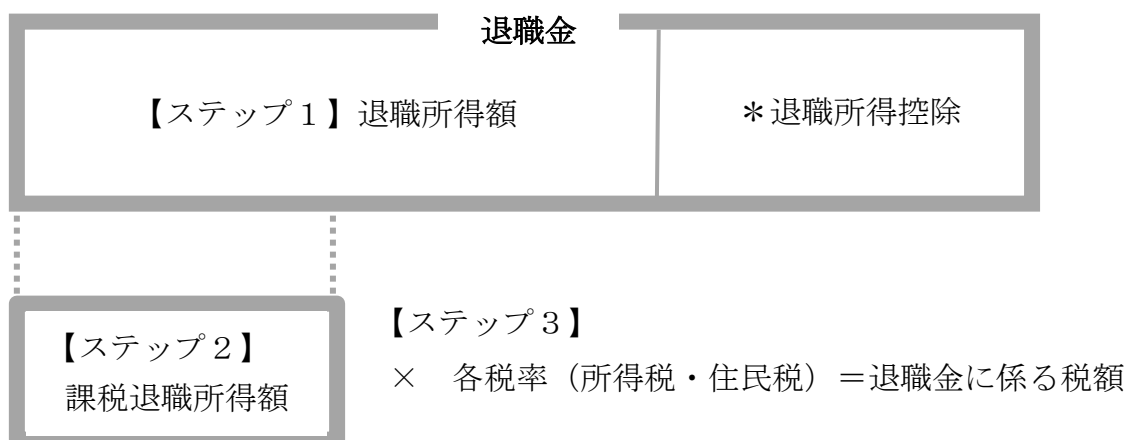 退職金
【ステップ１】退職所得額
＊退職所得控除
【ステップ２】
課税退職所得額
【ステップ３】
×　各税率（所得税・住民税）＝退職金に係る税額